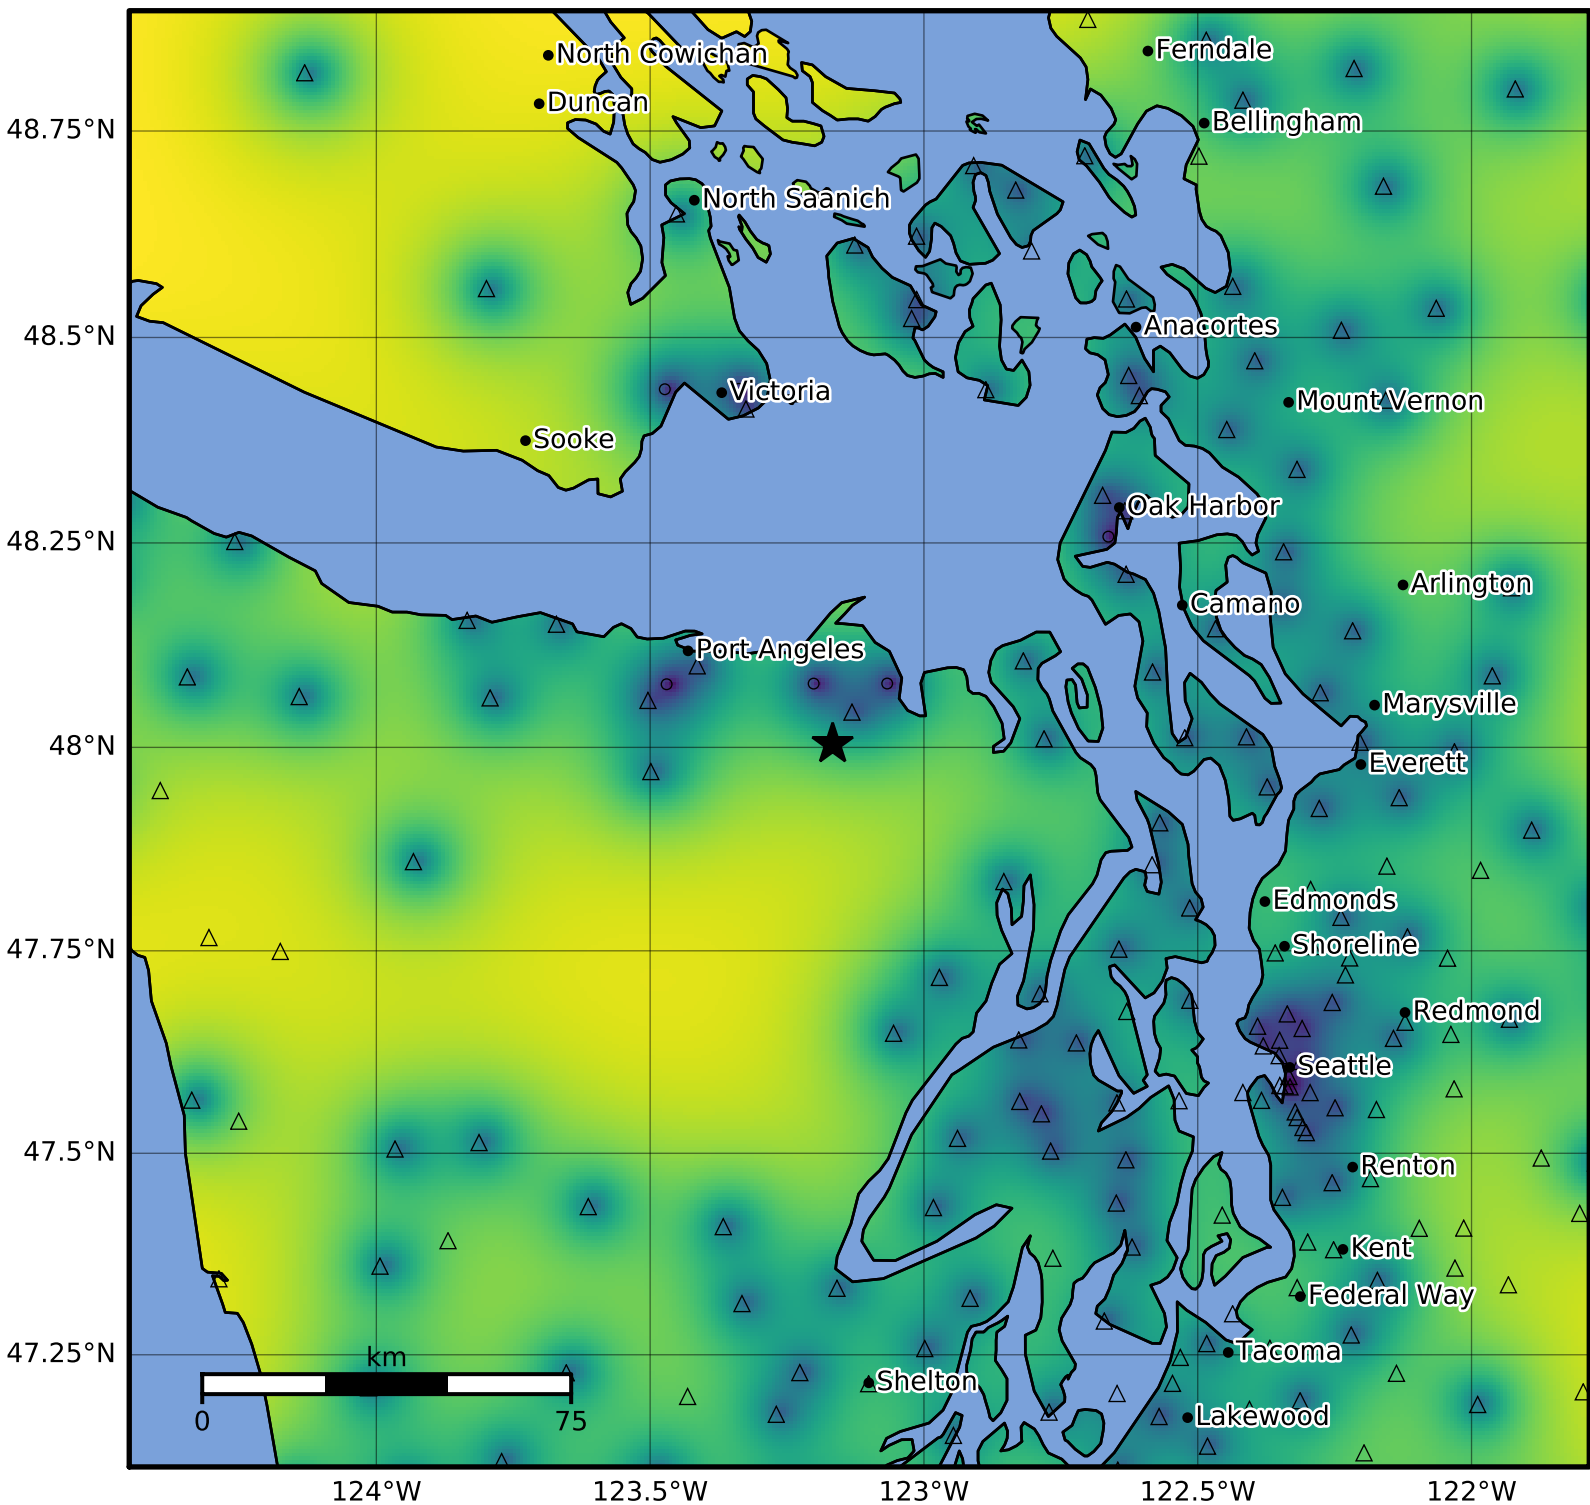 North Cowichan
Ferndale
Duncan
48.75°N
Bellingham
North Saanich
48.5°N
Anacortes
Victoria
Mount Vernon
Sooke
Oak Harbor
48.25°N
Arlington
Camano
Port Angeles
Marysville
48°N
Everett
Edmonds
Shoreline
47.75°N
Redmond
Seattle
47.5°N
Renton
Kent
Federal Way
47.25°N
km
Tacoma
Shelton
0
75
Lakewood
124°W
123.5°W
123°W
122.5°W
122°W